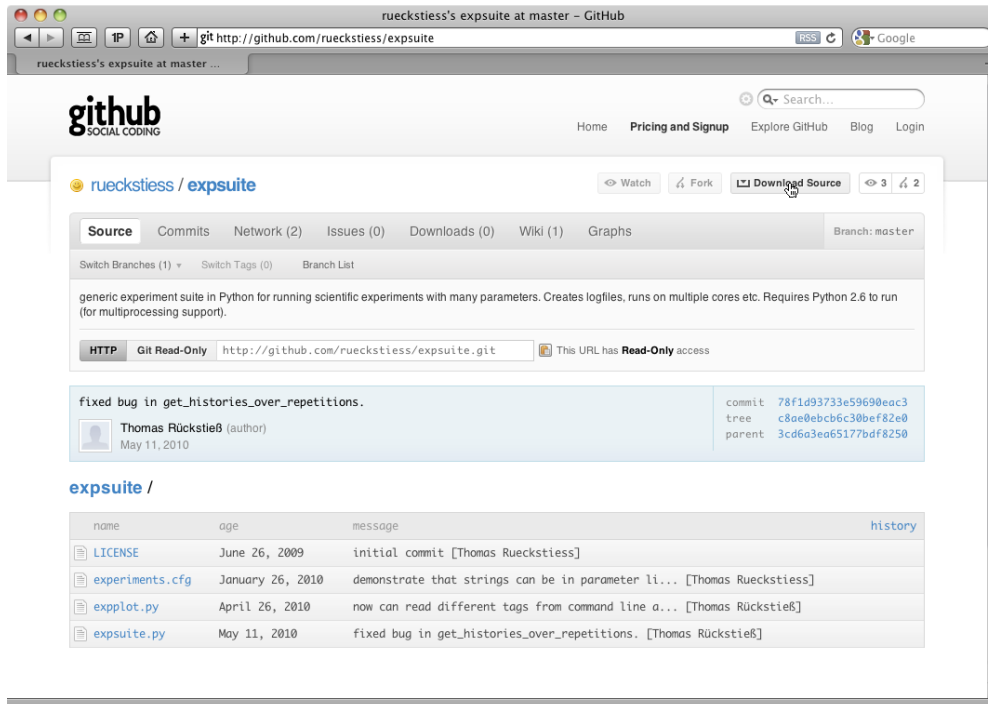 rueckstiess's expsuite at master – GitHub
1P + git http://github.com/rueckstiess/expsuite RSS Google
rueckstiess's expsuite at master ...
github
SOCIAL CODING
Search...
Home Pricing and Signup Explore GitHub Blog Login
rueckstiess / expsuite
Watch Fork Download Source 3 2
Source Commits Network (2) Issues (0) Downloads (0) Wiki (1) Graphs Branch: master
Switch Branches (1) Switch Tags (0) Branch List
generic experiment suite in Python for running scientific experiments with many parameters. Creates logfiles, runs on multiple cores etc. Requires Python 2.6 to run
(for multiprocessing support).
HTTP Git Read-Only http://github.com/rueckstiess/expsuite.git This URL has Read-Only access
fixed bug in get_histories_over_repetitions.
Thomas Rückstieß (author)
May 11, 2010
commit 78f1d93733e59690eac3
tree c8ae0ebcb6c30bef82e0
parent 3cd6a3ea65177bdf8250
expsuite /
name age message history
LICENSE June 26, 2009 initial commit [Thomas Rueckstiess]
experiments.cfg January 26, 2010 demonstrate that strings can be in parameter li... [Thomas Rueckstiess]
expplot.py April 26, 2010 now can read different tags from command line a... [Thomas Rückstieß]
expsuite.py May 11, 2010 fixed bug in get_histories_over_repetitions. [Thomas Rückstieß]